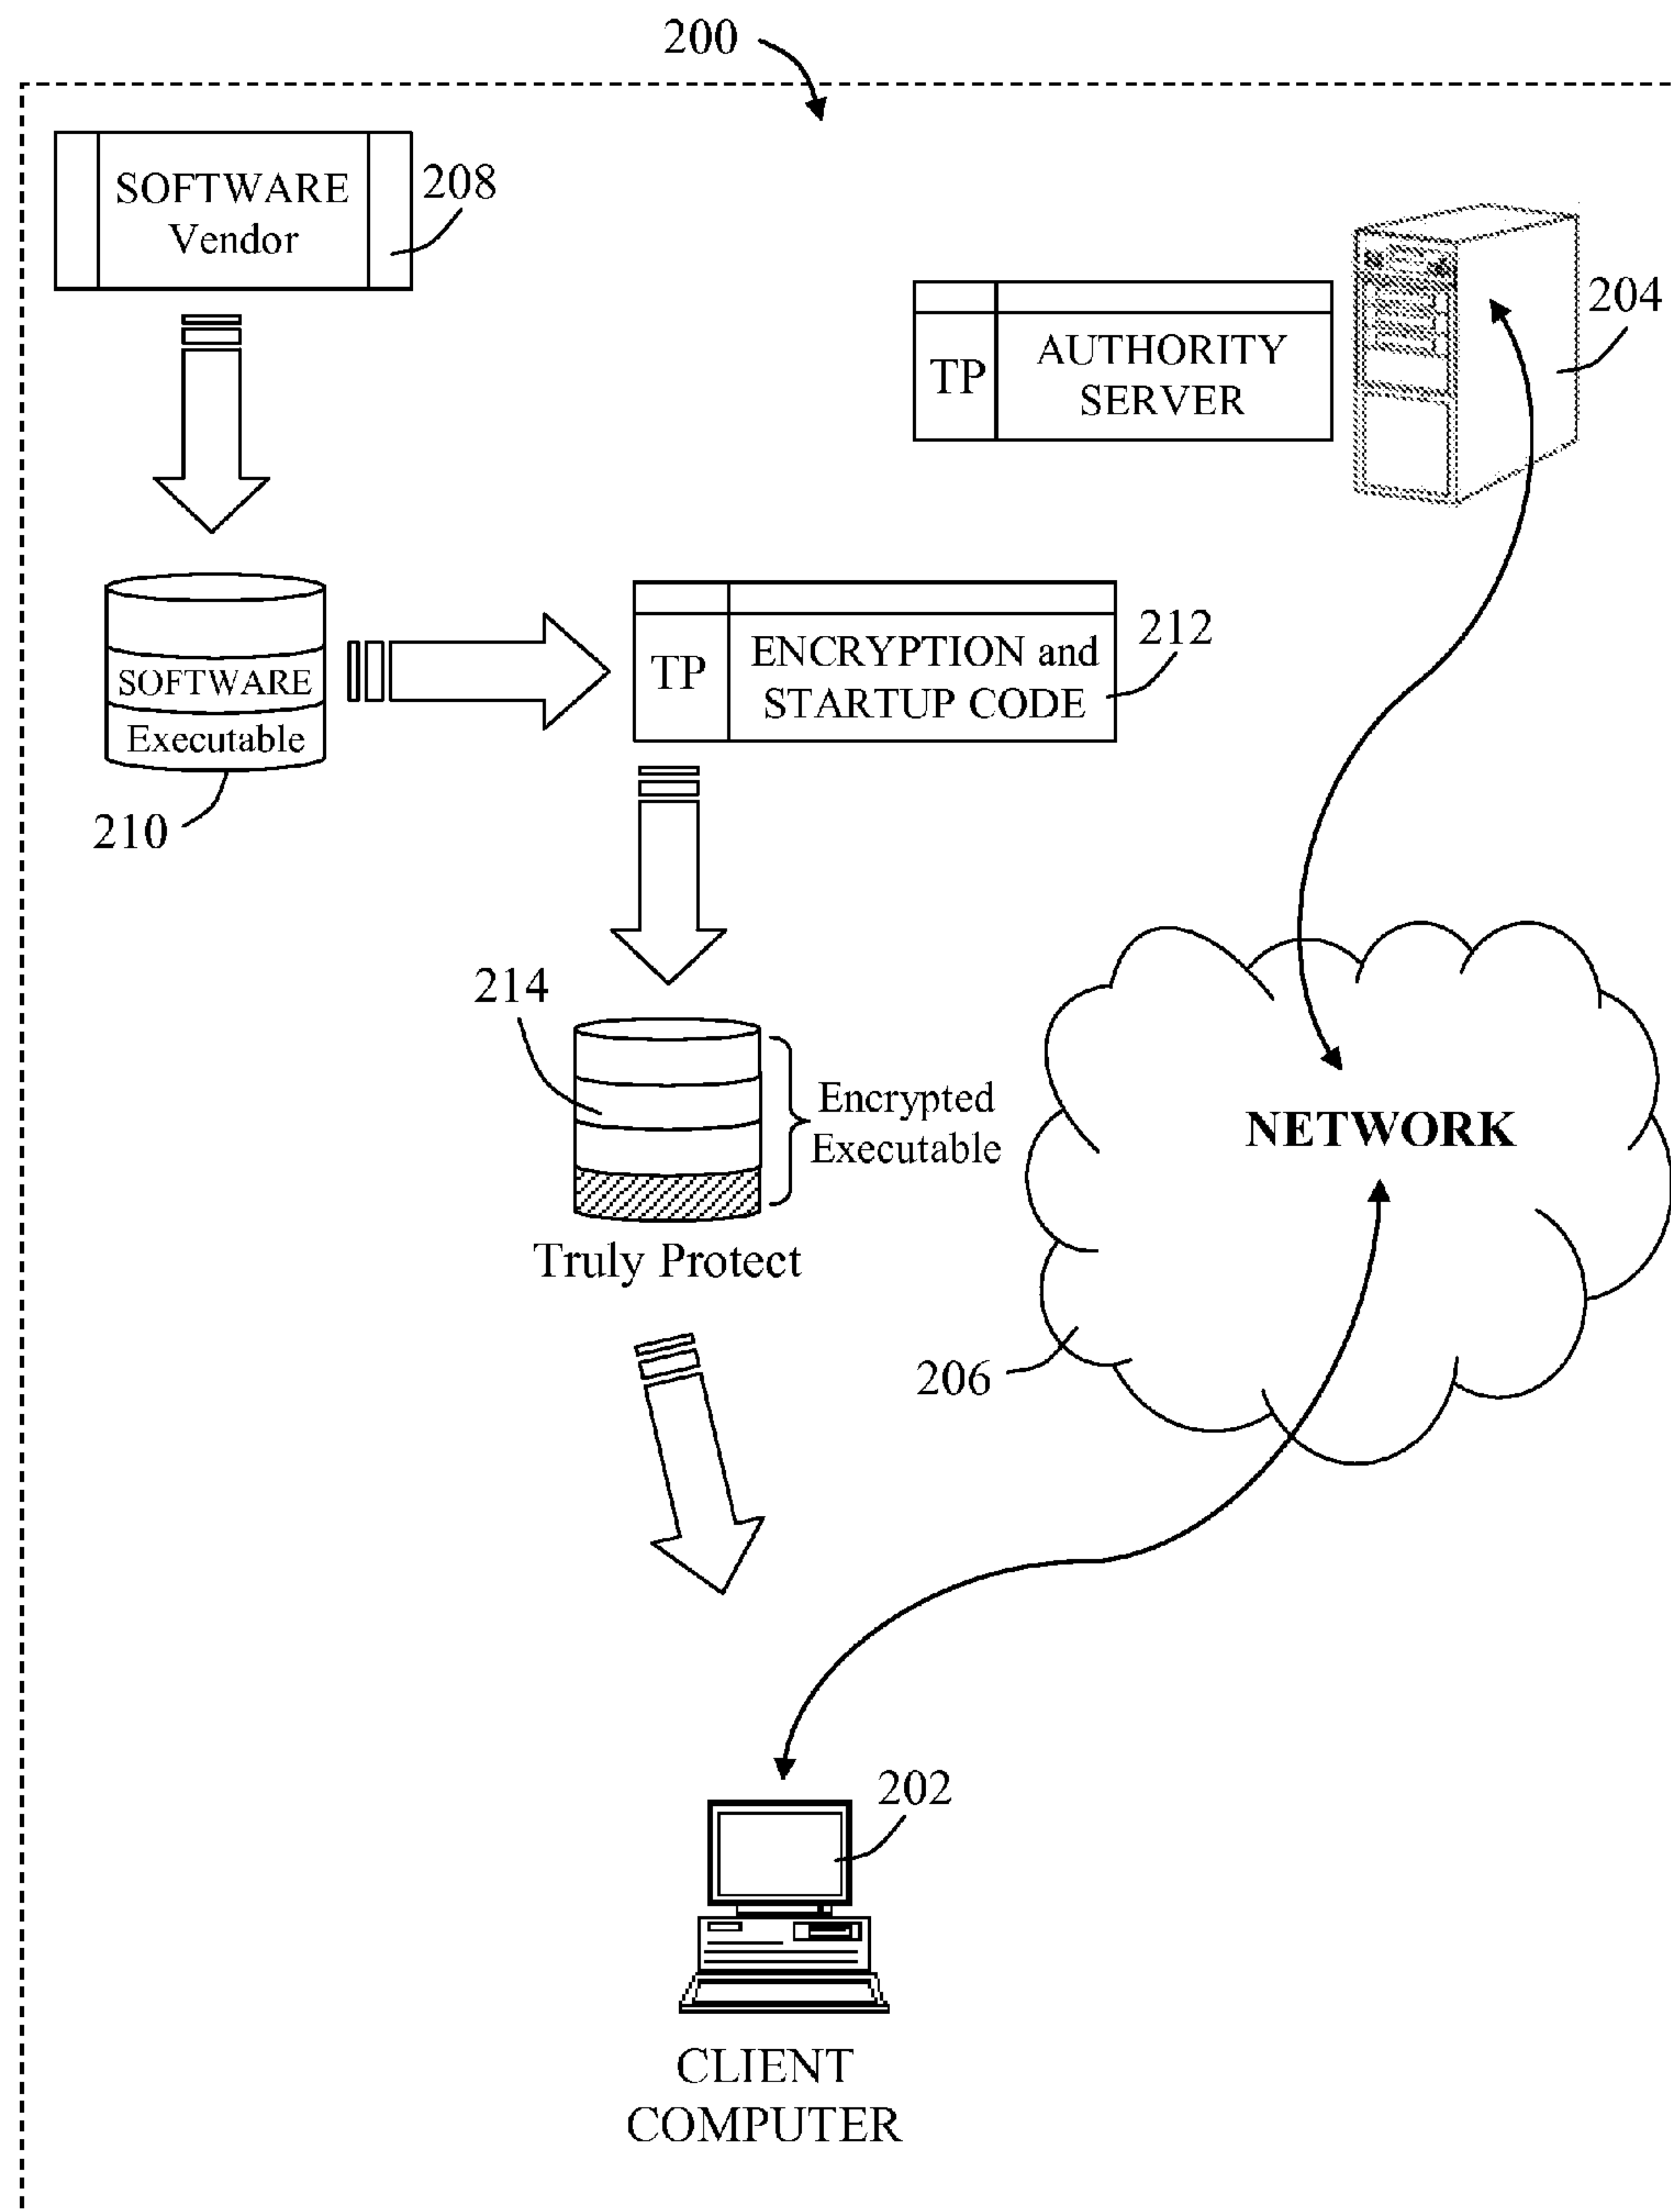 200
SOFTWARE
Vendor
208
204
TP
AUTHORITY
SERVER
SOFTWARE
Executable
210
TP
ENCRYPTION and
STARTUP CODE
212
214
Encrypted
Executable
Truly Protect
NETWORK
206
202
CLIENT
COMPUTER